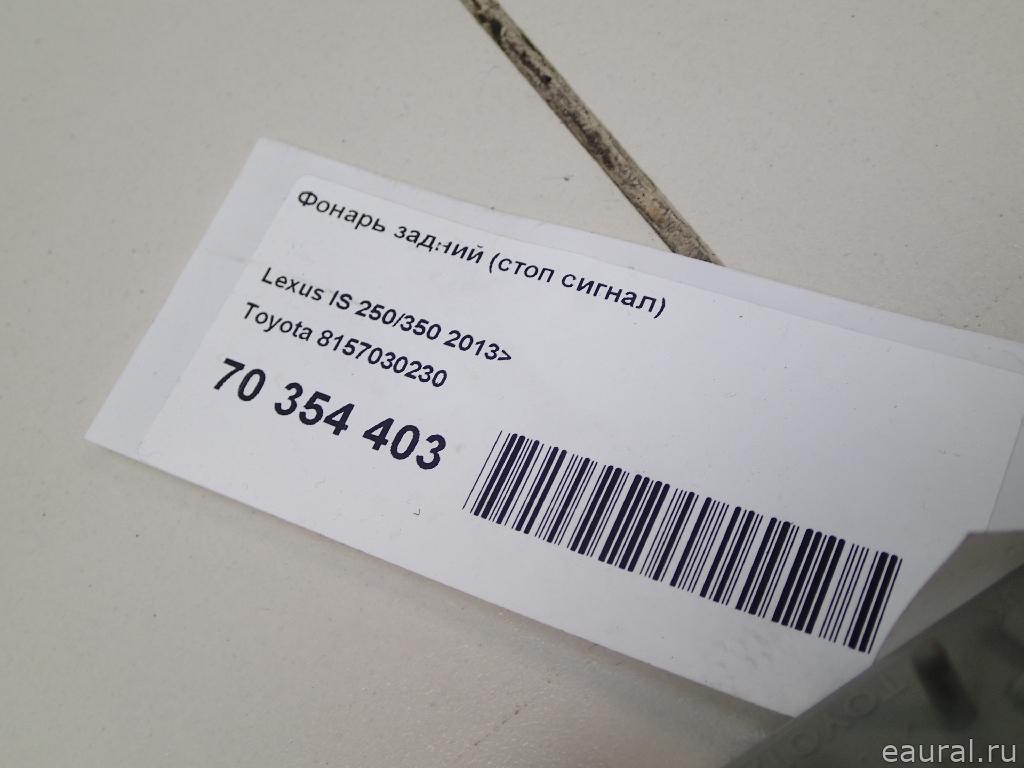 Фонарь задний (стоп сигнал)
Lexus IS 250/350 2013>
Toyota 8157030230
70 354 403
eaural.ru